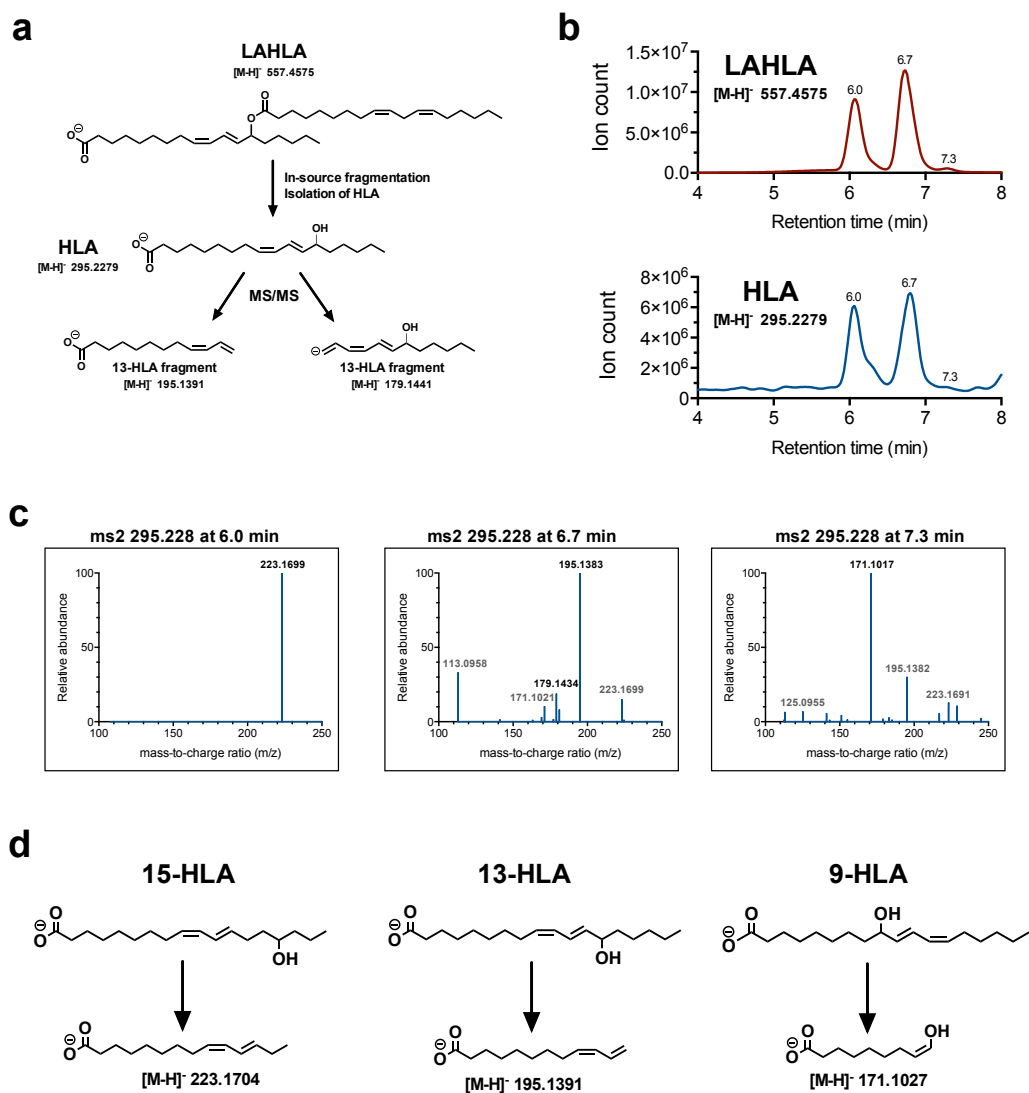 a
LAHLA
[M-H]- 557.4575
O
O
O
O
In-source fragmentation
Isolation of HLA
HLA
[M-H]- 295.2279
OH
O
O
MS/MS
O
O
OH
13-HLA fragment
[M-H]- 195.1391
13-HLA fragment
[M-H]- 179.1441
b
LAHLA
[M-H]- 557.4575
Ion count
1.5×10⁷
1.0×10⁷
5.0×10⁶
0.0
6.0
6.7
7.3
4 5 6 7 8
Retention time (min)
HLA
[M-H]- 295.2279
Ion count
8×10⁶
6×10⁶
4×10⁶
2×10⁶
0
6.0
6.7
7.3
4 5 6 7 8
Retention time (min)
c
ms2 295.228 at 6.0 min
Relative abundance
100
50
0
223.1699
100 150 200 250
mass-to-charge ratio (m/z)
ms2 295.228 at 6.7 min
Relative abundance
100
50
0
195.1383
113.0958
179.1434
171.1021
223.1699
100 150 200 250
mass-to-charge ratio (m/z)
ms2 295.228 at 7.3 min
Relative abundance
100
50
0
171.1017
195.1382
125.0955
223.1691
100 150 200 250
mass-to-charge ratio (m/z)
d
15-HLA
O
O
OH
O
O
[M-H]- 223.1704
13-HLA
O
O
OH
O
O
[M-H]- 195.1391
9-HLA
O
O
OH
O
O
OH
[M-H]- 171.1027